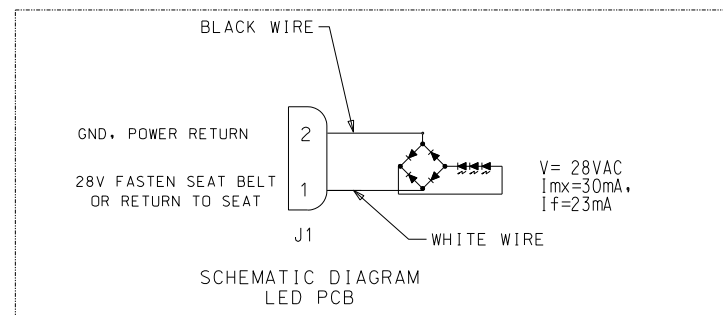 BLACK WIRE
GND, POWER RETURN
2
28V FASTEN SEAT BELT
OR RETURN TO SEAT
1
J1
V= 28VAC
Imx=30mA,
If=23mA
WHITE WIRE
SCHEMATIC DIAGRAM
LED PCB